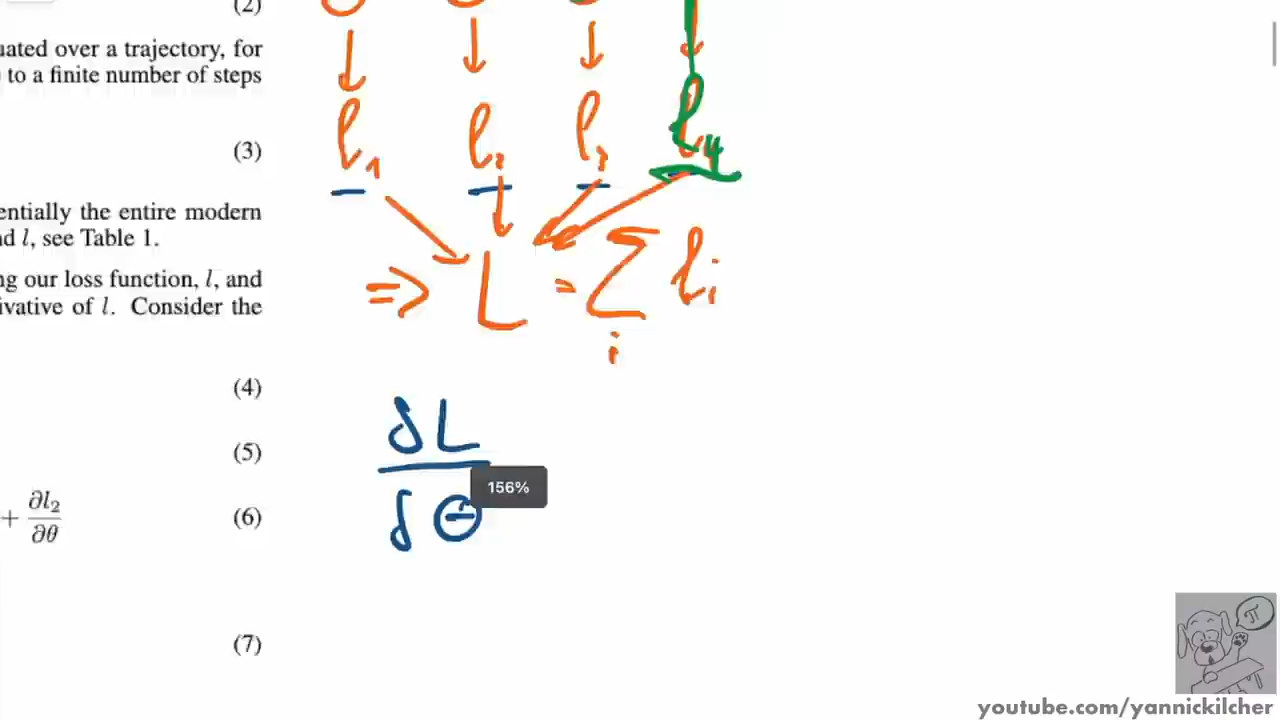 (2)
uated over a trajectory, for
to a finite number of steps
l1 l2 l3 l4
(3)
entially the entire modern
nd l, see Table 1.
=> L = Σ li
i
ng our loss function, l, and
ivative of l. Consider the
(4)
δL
(5)
156%
δΘ
+ ∂l₂/∂θ
(6)
(7)
π
youtube.com/yannickilcher